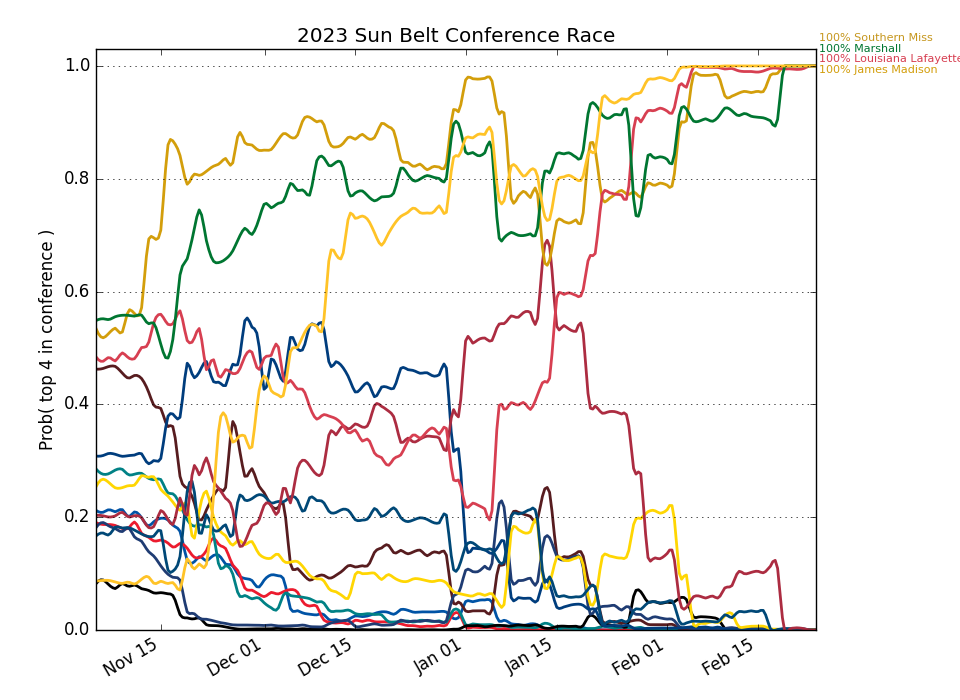 2023 Sun Belt Conference Race
100% Southern Miss
100% Marshall
100% Louisiana Lafayette
100% James Madison
Prob( top 4 in conference )
1.0
0.8
0.6
0.4
0.2
0.0
Nov 15
Dec 01
Dec 15
Jan 01
Jan 15
Feb 01
Feb 15